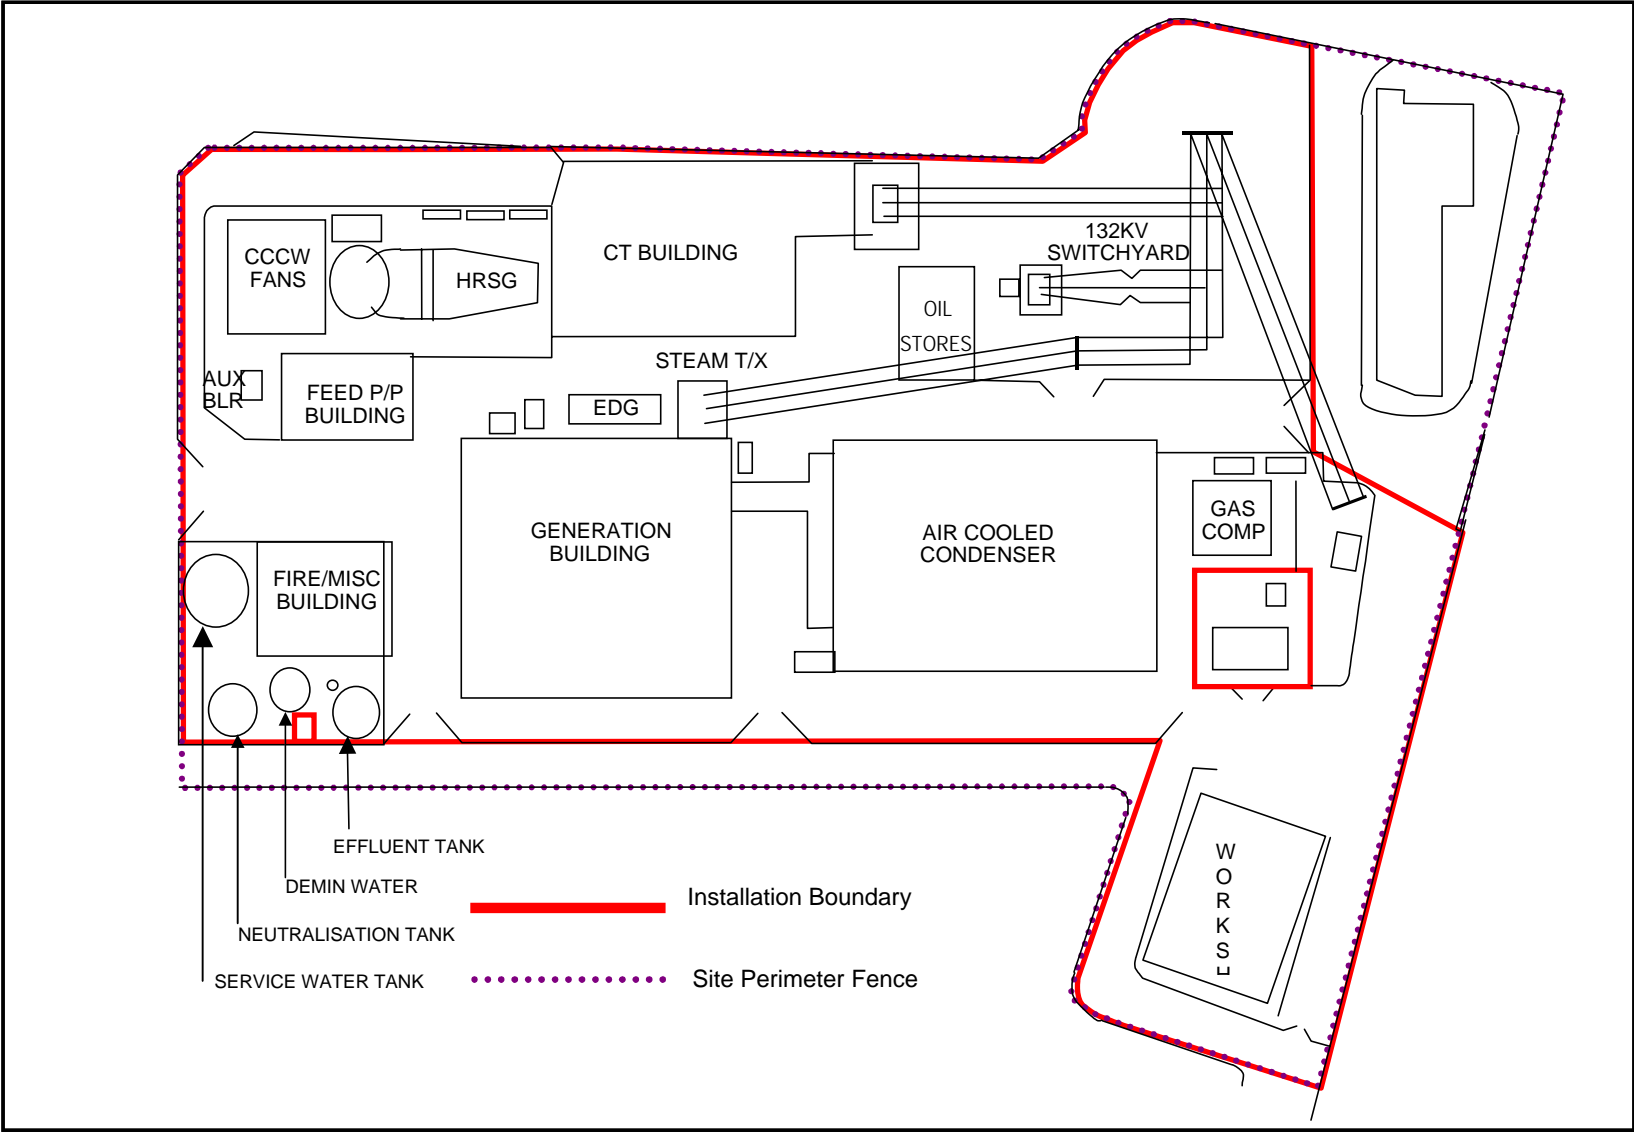 132KV
SWITCHYARD
CT BUILDING
CCCW
FANS
HRSG
OIL
STORES
STEAM T/X
AUX
BLR
FEED P/P
BUILDING
EDG
GENERATION
BUILDING
AIR COOLED
CONDENSER
GAS
COMP
FIRE/MISC
BUILDING
EFFLUENT TANK
DEMIN WATER
NEUTRALISATION TANK
SERVICE WATER TANK
Installation Boundary
Site Perimeter Fence
W
O
R
K
S